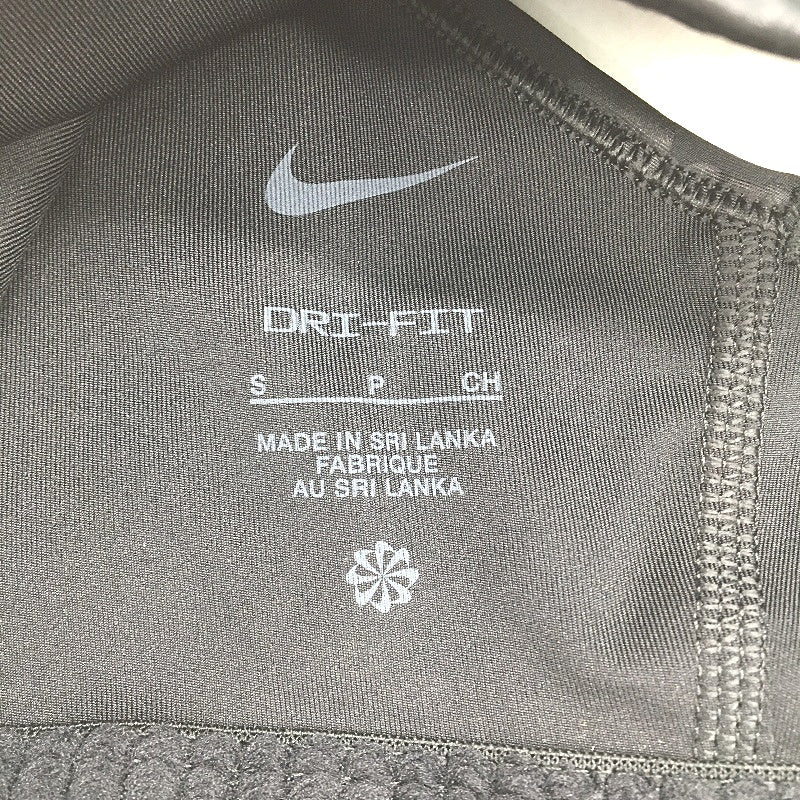 DRI-FIT
S P CH
MADE IN SRI LANKA
FABRIQUE
AU SRI LANKA